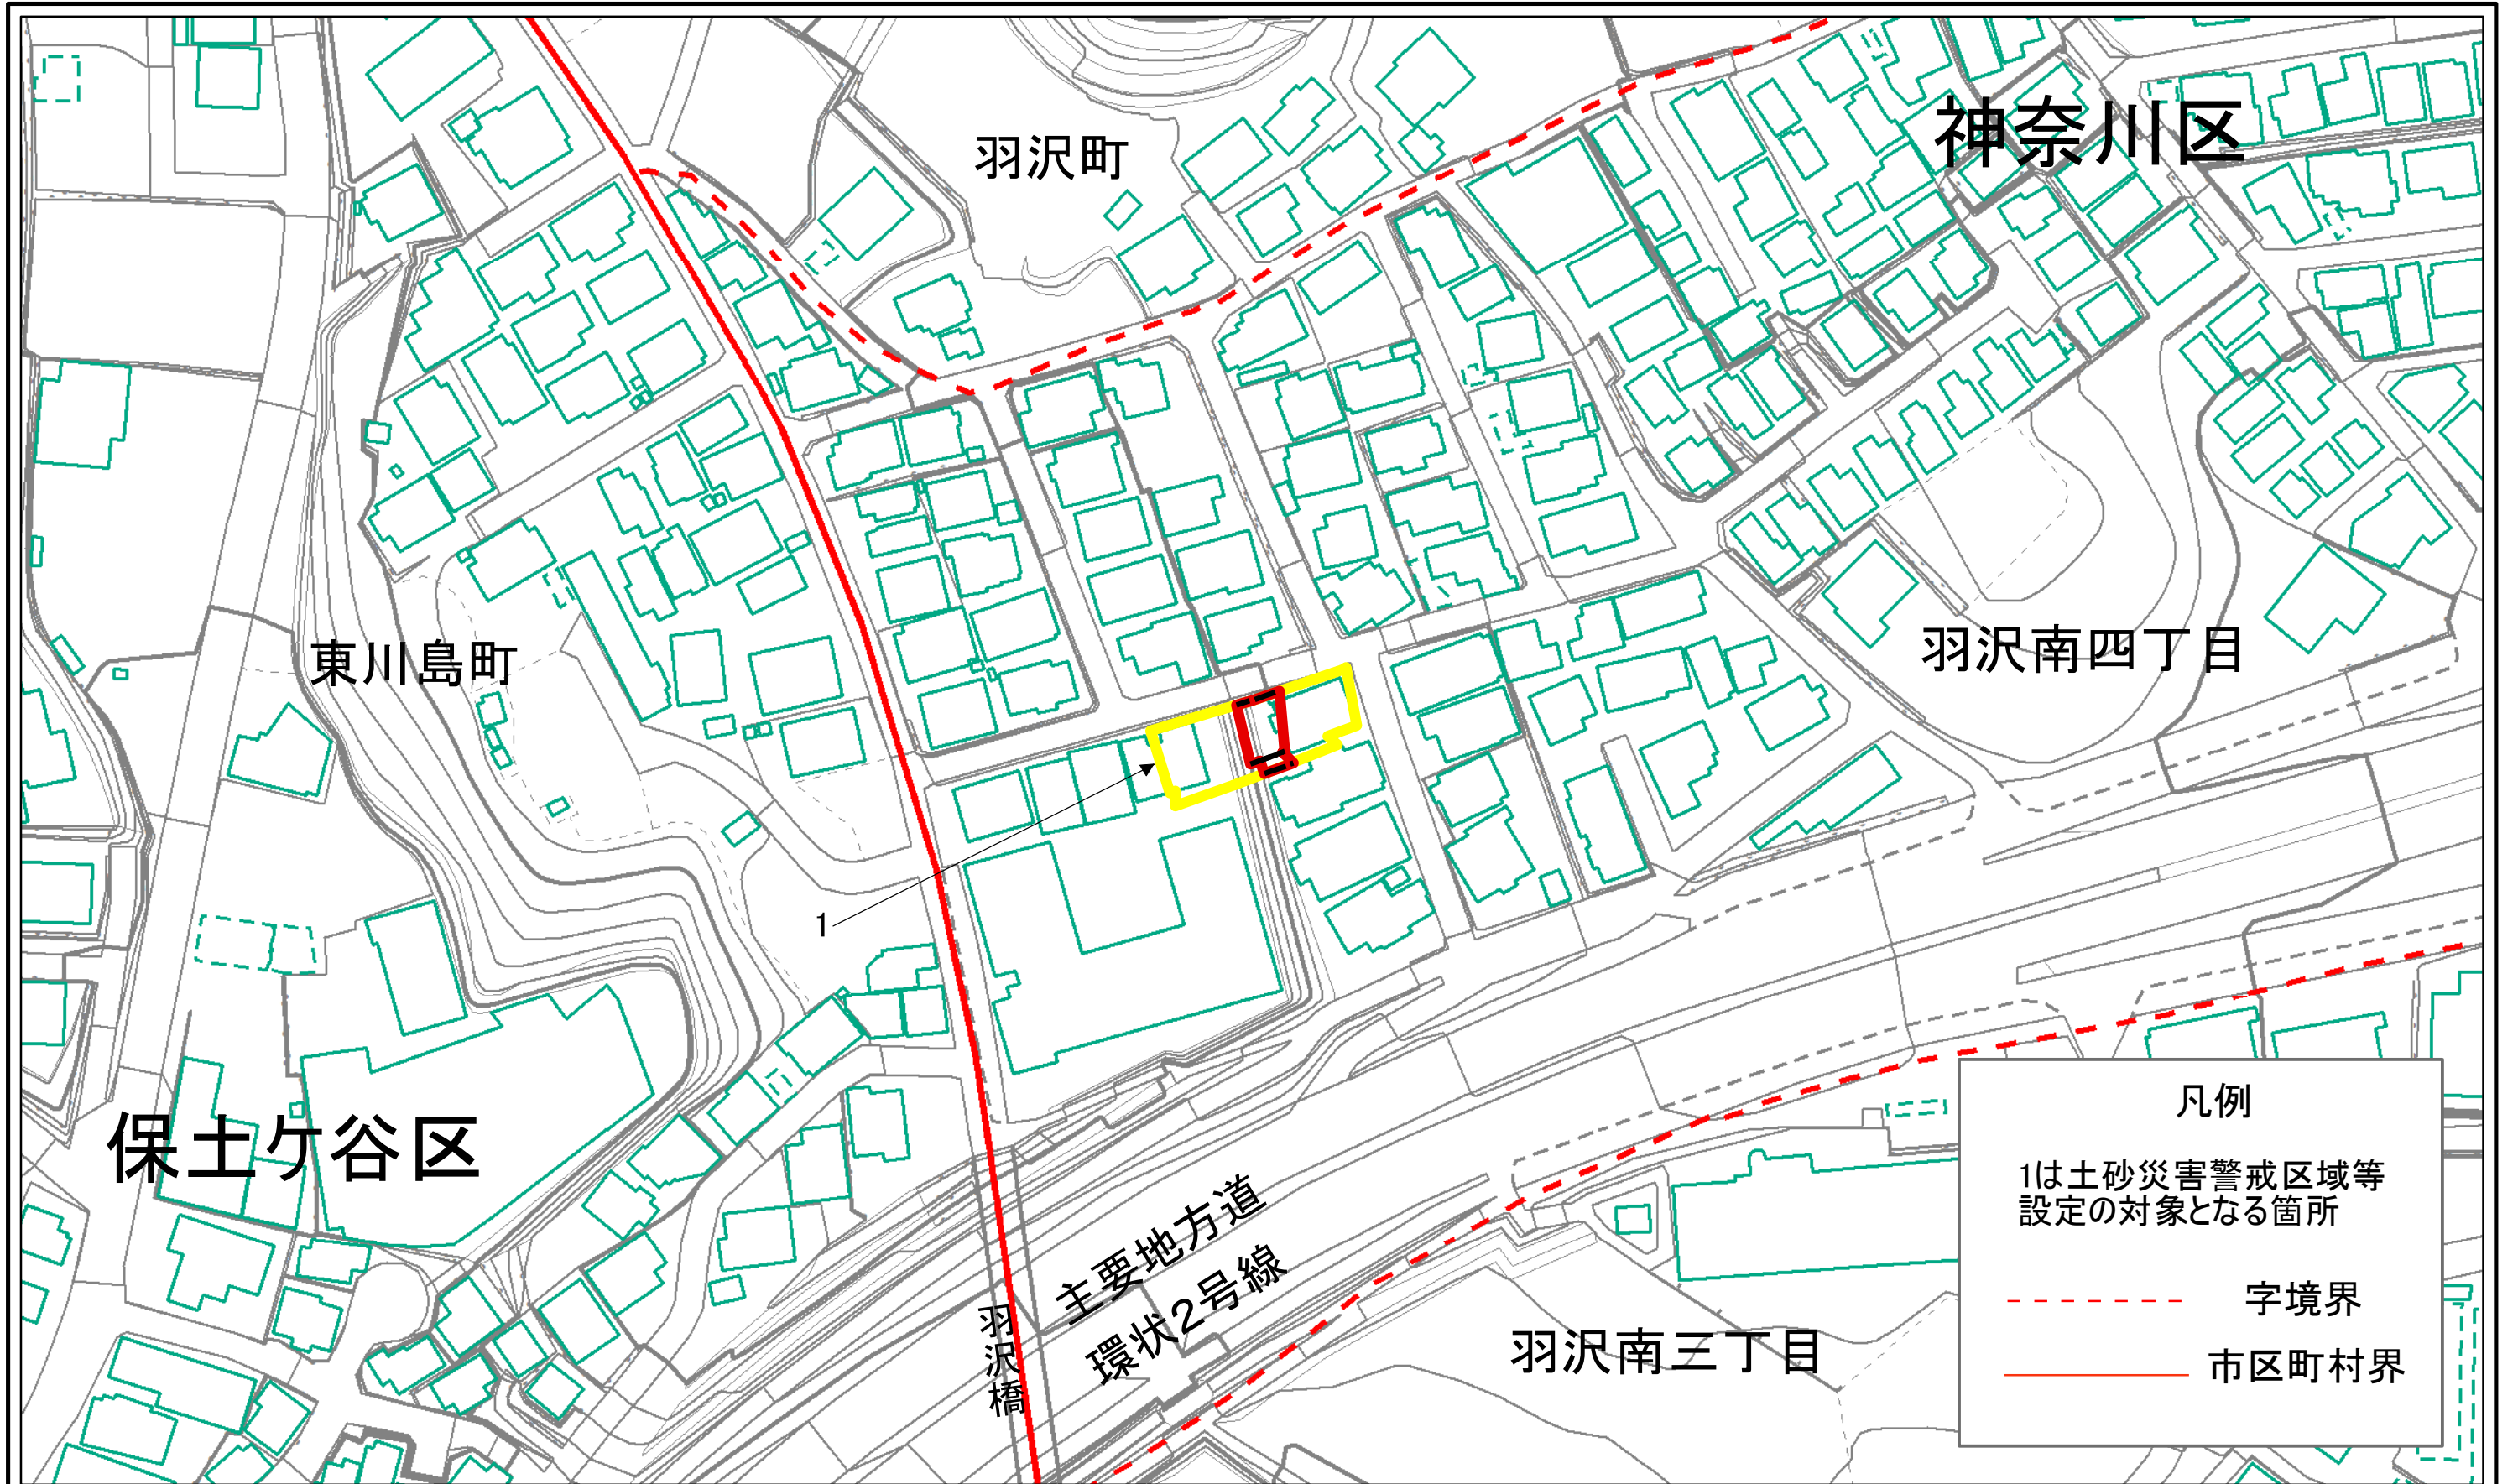 神奈川区
羽沢町
東川島町
羽沢南四丁目
1
保土ケ谷区
主要地方道
環状2号線
羽沢橋
羽沢南三丁目
凡例
1は土砂災害警戒区域等
設定の対象となる箇所
字境界
市区町村界